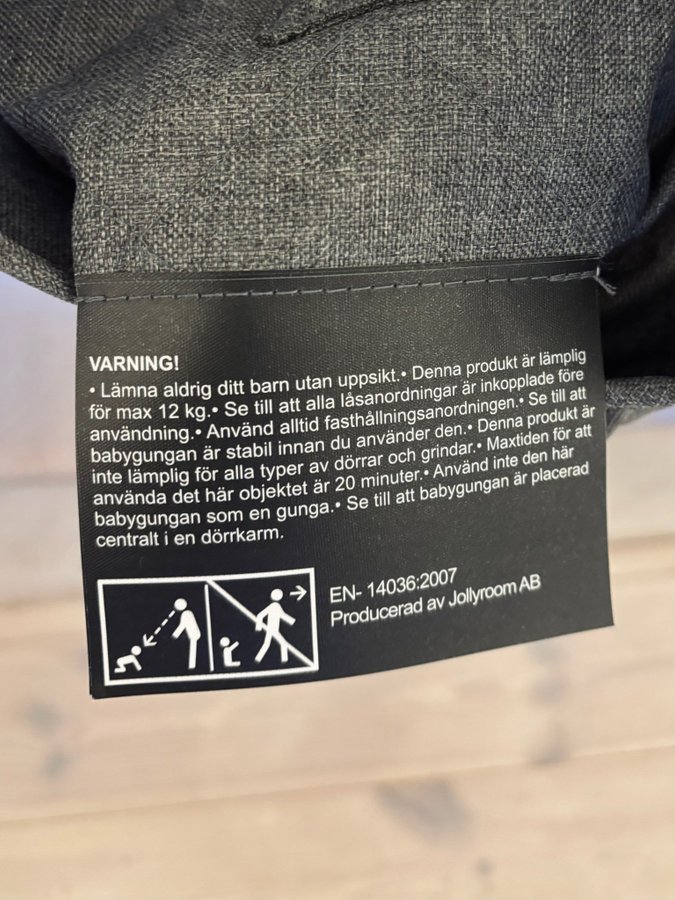 VARNING!
• Lämna aldrig ditt barn utan uppsikt.• Denna produkt är lämplig
för max 12 kg.• Se till att alla låsanordningar är inkopplade före
användning.• Använd alltid fasthållningsanordningen.• Se till att
babygungan är stabil innan du använder den.• Denna produkt är
inte lämplig för alla typer av dörrar och grindar.• Maxtiden för att
använda det här objektet är 20 minuter.• Använd inte den här
babygungan som en gunga.• Se till att babygungan är placerad
centralt i en dörrkarm.
EN- 14036:2007
Producerad av Jollyroom AB